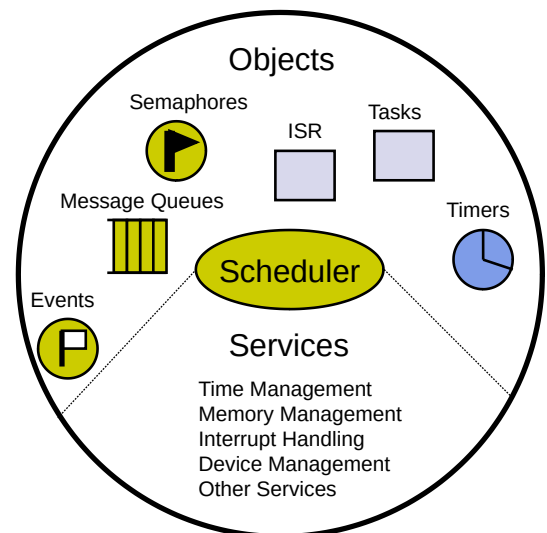 Objects
Semaphores
ISR
Tasks
Message Queues
Timers
Scheduler
Events
Services
Time Management
Memory Management
Interrupt Handling
Device Management
Other Services